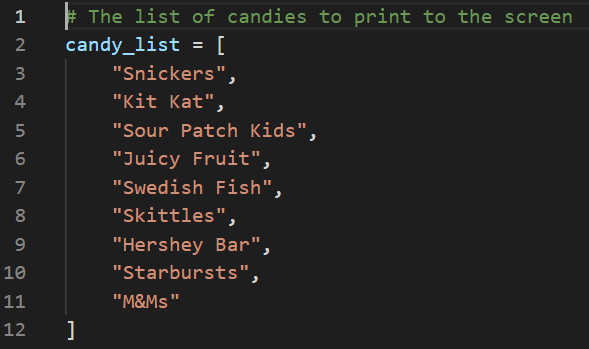 1 # The list of candies to print to the screen
2 candy_list = [
3     "Snickers",
4     "Kit Kat",
5     "Sour Patch Kids",
6     "Juicy Fruit",
7     "Swedish Fish",
8     "Skittles",
9     "Hershey Bar",
10     "Starbursts",
11     "M&Ms"
12 ]